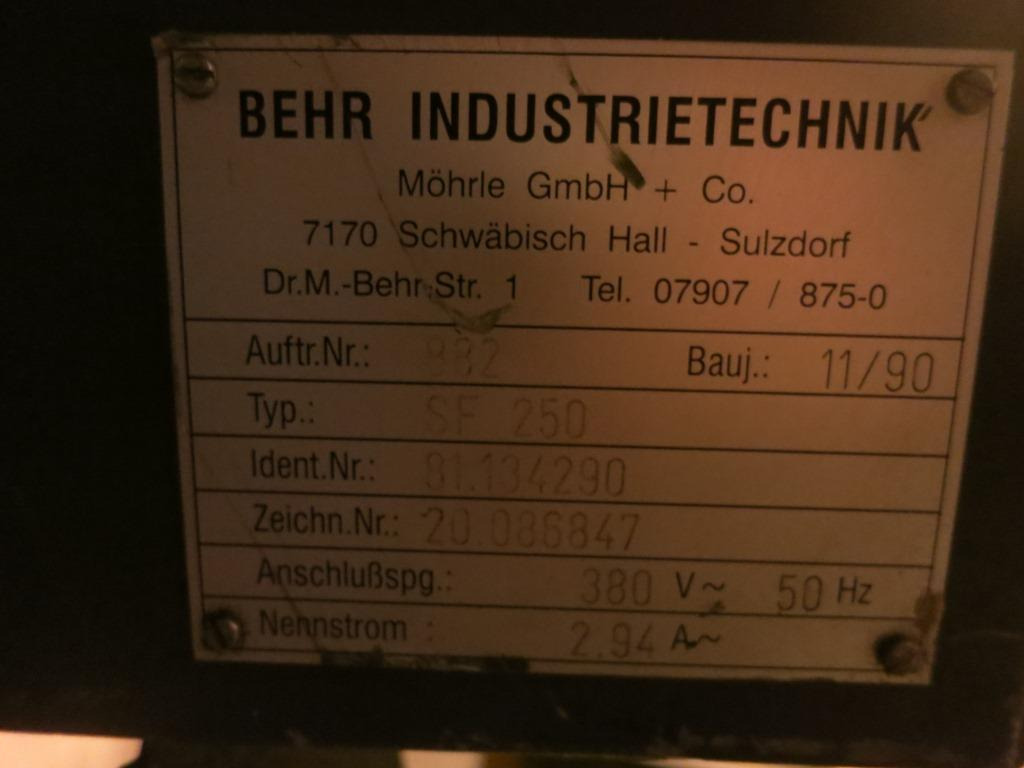 BEHR INDUSTRIETECHNIK
Möhrle GmbH + Co.
7170 Schwäbisch Hall - Sulzdorf
Dr.M.-Behr-Str. 1 Tel. 07907 / 875-0
Auftr.Nr.: 982 Bauj.: 11/90
Typ.: SF 250
Ident.Nr.: 81.134290
Zeichn.Nr.: 20.086847
Anschlußspg.: 380 V~ 50 Hz
Nennstrom : 2.94 A~